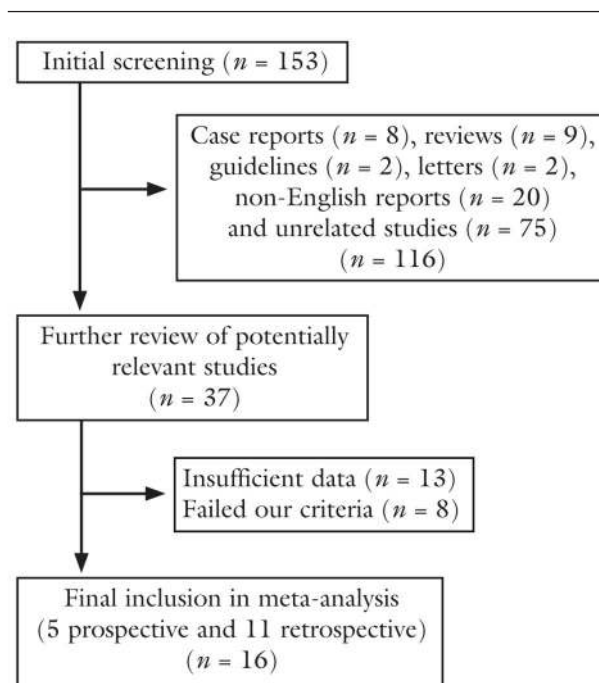 Initial screening (n = 153)
Case reports (n = 8), reviews (n = 9),
guidelines (n = 2), letters (n = 2),
non-English reports (n = 20)
and unrelated studies (n = 75)
(n = 116)
Further review of potentially
relevant studies
(n = 37)
Insufficient data (n = 13)
Failed our criteria (n = 8)
Final inclusion in meta-analysis
(5 prospective and 11 retrospective)
(n = 16)